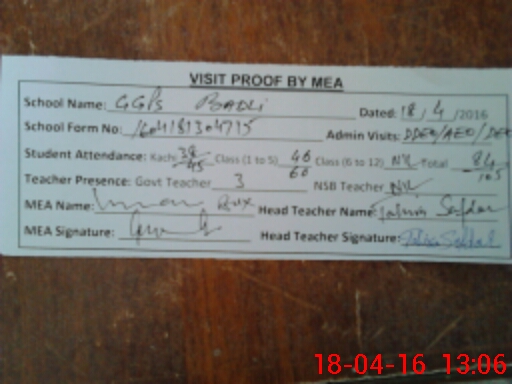 VISIT PROOF BY MEA
School Name: GGPS BADLI Dated: 18 / 4 /2016
School Form No: Admin Visits: DDEO/AEO/DEO
Student Attendance: Kachi 38/45 Class (1 to 5) 46/60 Class (6 to 12) Nil Total 84/105
Teacher Presence: Govt Teacher 3 NSB Teacher Nil
MEA Name: Bux Head Teacher Name: Safdar
MEA Signature: Head Teacher Signature:
18-04-16 13:06